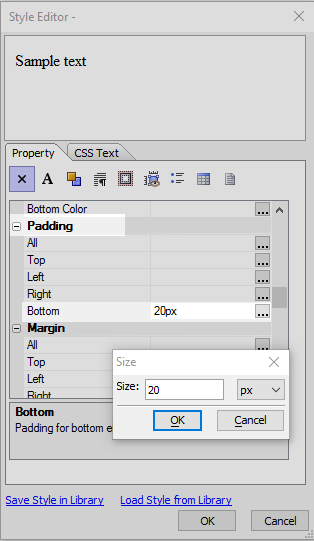 Style Editor -
Sample text
Property CSS Text
A
Bottom Color ...
Padding
All ...
Top ...
Left ...
Right ...
Bottom 20px ...
Margin
All
Top
Left
Right
Size
Size: 20 px
OK Cancel
Bottom
Padding for bottom e
Save Style in Library Load Style from Library
OK Cancel